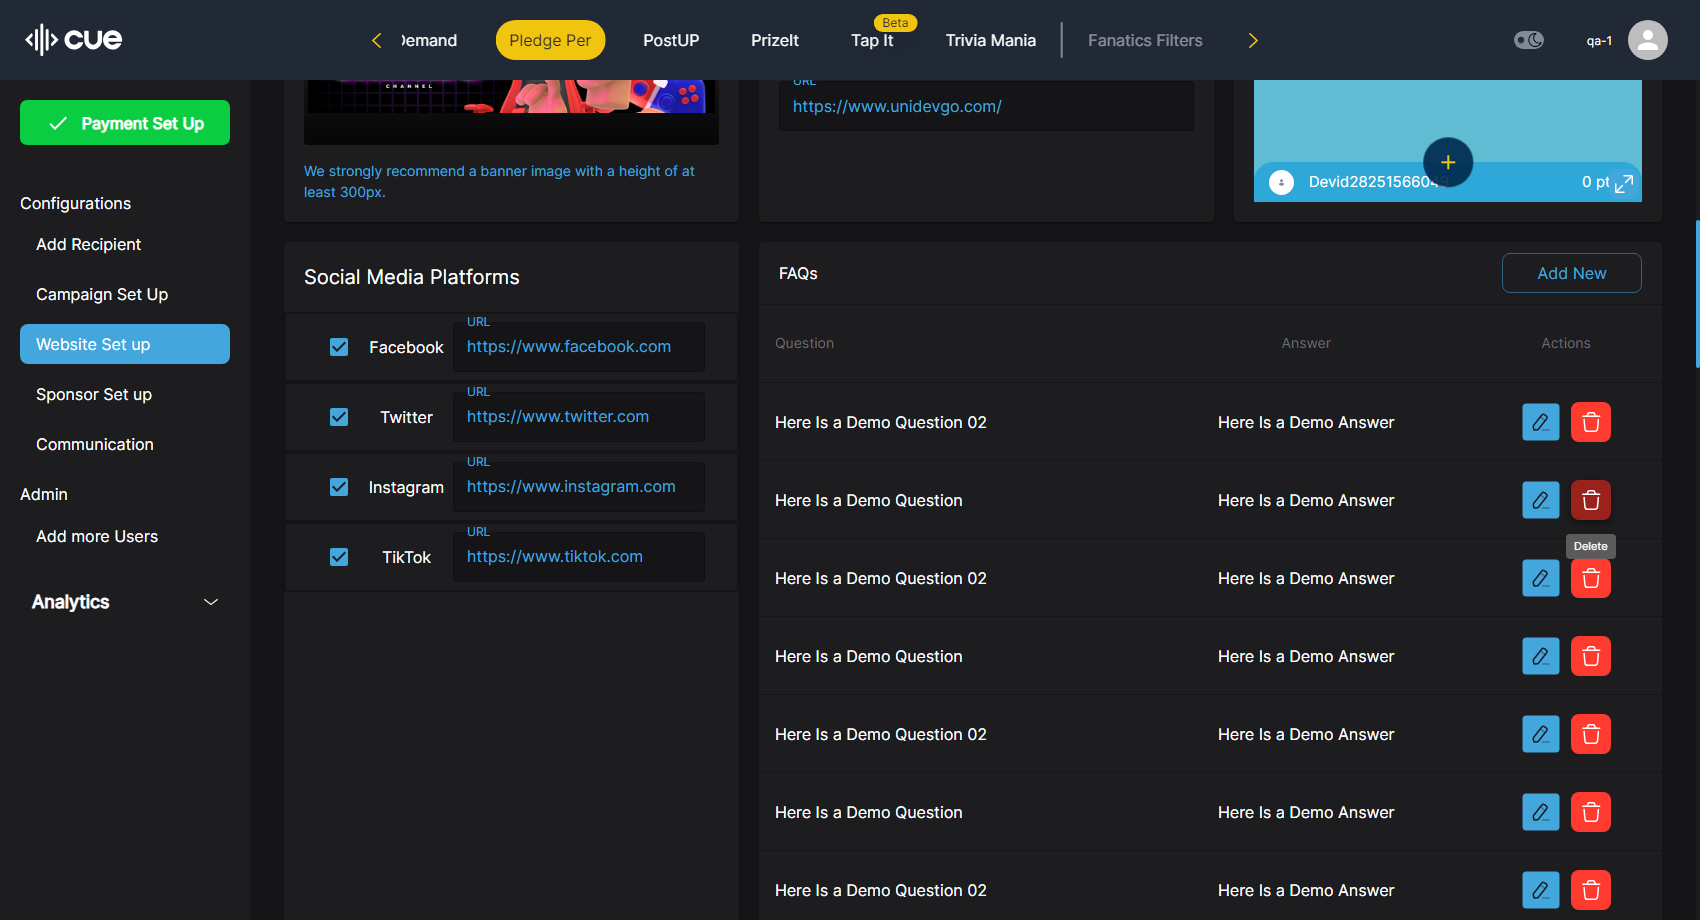 cue
Demand
Pledge Per
PostUP
PrizeIt
Beta
Tap It
Trivia Mania
Fanatics Filters
qa-1
Payment Set Up
Configurations
Add Recipient
Campaign Set Up
Website Set up
Sponsor Set up
Communication
Admin
Add more Users
Analytics
CHANNEL
We strongly recommend a banner image with a height of at
least 300px.
URL
https://www.unidevgo.com/
+
Devid28251566049
0 pt
Social Media Platforms
Facebook
URL
https://www.facebook.com
Twitter
URL
https://www.twitter.com
Instagram
URL
https://www.instagram.com
TikTok
URL
https://www.tiktok.com
FAQs
Add New
Question Answer Actions
Here Is a Demo Question 02 Here Is a Demo Answer
Here Is a Demo Question Here Is a Demo Answer
Delete
Here Is a Demo Question 02 Here Is a Demo Answer
Here Is a Demo Question Here Is a Demo Answer
Here Is a Demo Question 02 Here Is a Demo Answer
Here Is a Demo Question Here Is a Demo Answer
Here Is a Demo Question 02 Here Is a Demo Answer